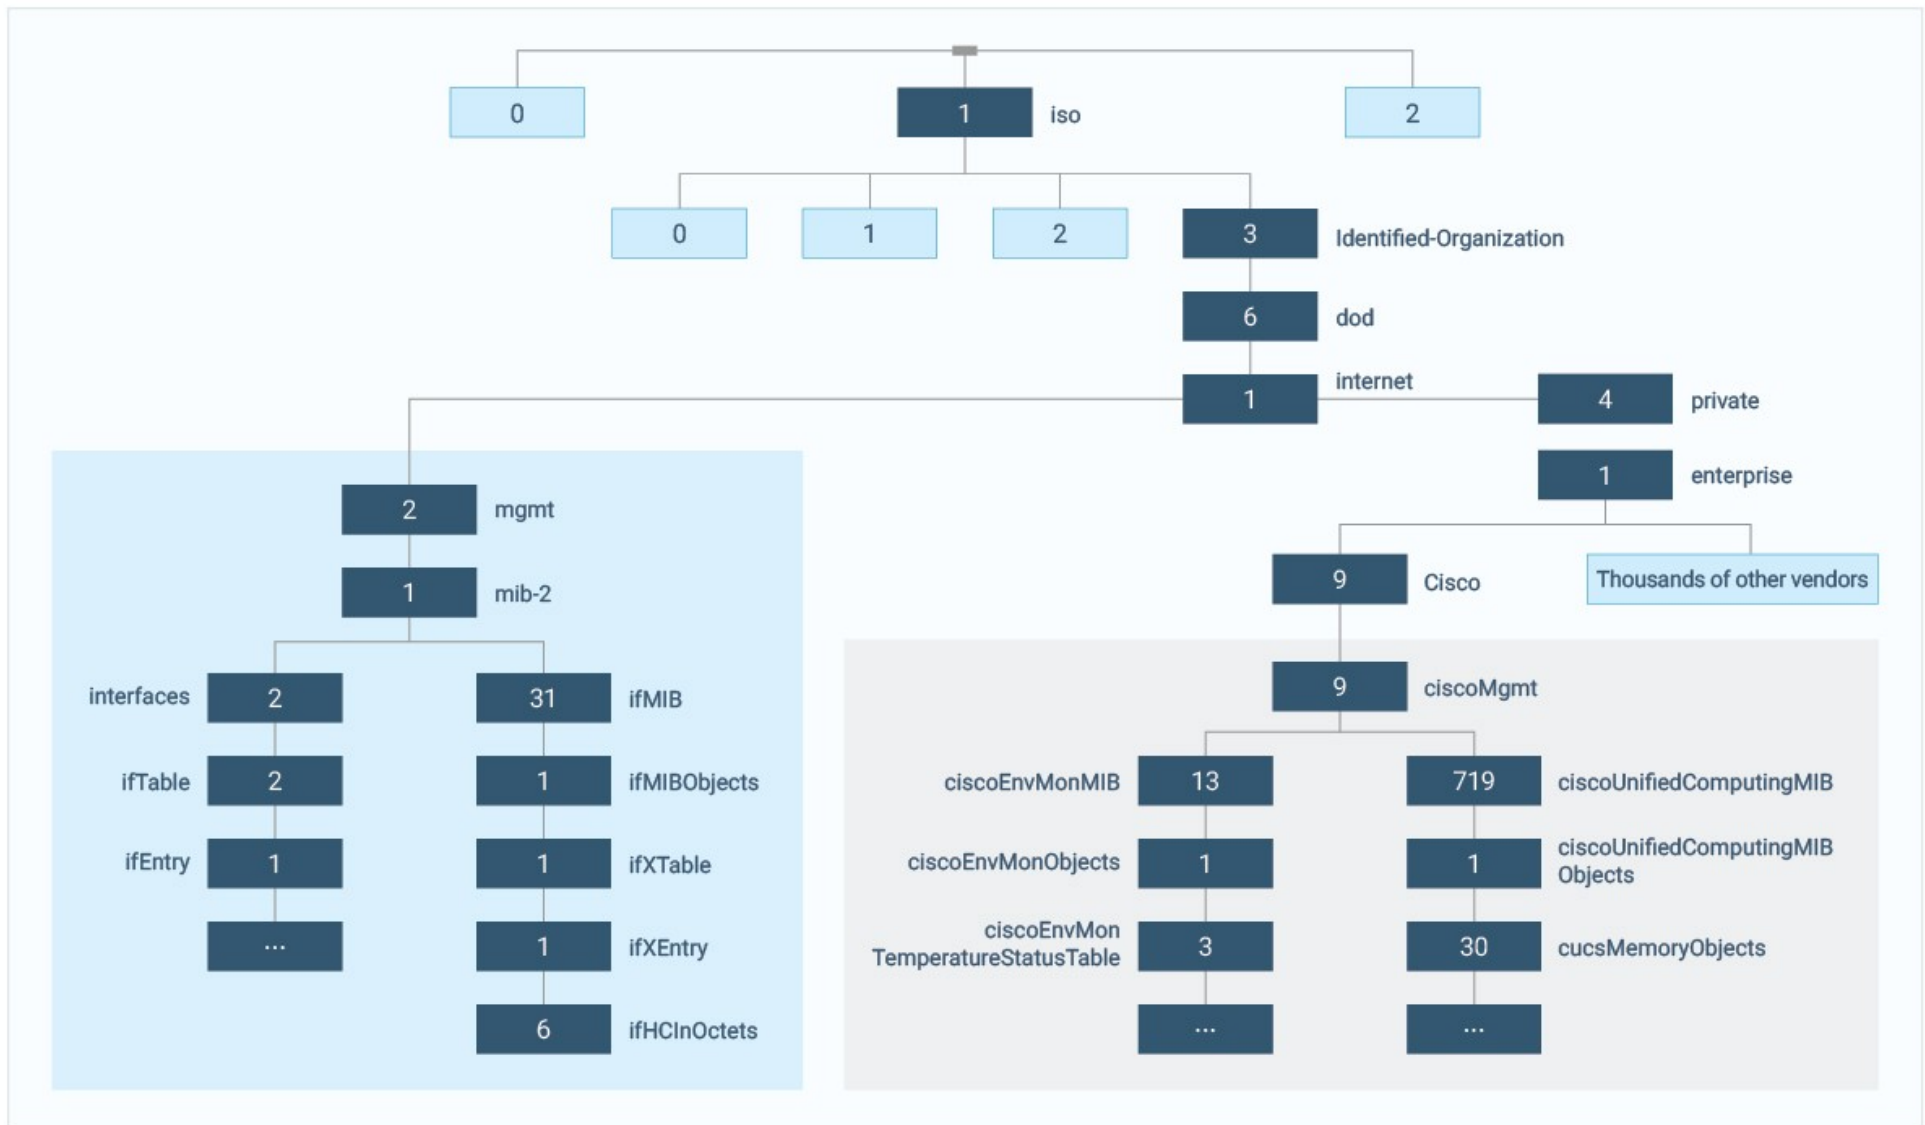 0
1
iso
2
0
1
2
3
Identified-Organization
6
dod
1
internet
4
private
1
enterprise
2
mgmt
1
mib-2
9
Cisco
Thousands of other vendors
interfaces
2
31
ifMIB
9
ciscoMgmt
ifTable
2
1
ifMIBObjects
ciscoEnvMonMIB
13
719
ciscoUnifiedComputingMIB
ifEntry
1
1
ifXTable
ciscoEnvMonObjects
1
1
ciscoUnifiedComputingMIB
Objects
...
1
ifXEntry
ciscoEnvMon
TemperatureStatusTable
3
30
cucsMemoryObjects
6
ifHCInOctets
...
...